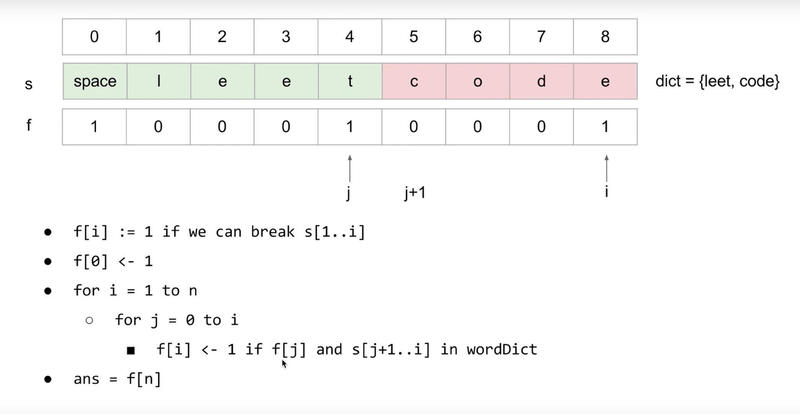 0 1 2 3 4 5 6 7 8
s space l e e t c o d e dict = {leet, code}
f 1 0 0 0 1 0 0 0 1
j j+1 i
● f[i] := 1 if we can break s[1..i]
● f[0] <- 1
● for i = 1 to n
○ for j = 0 to i
■ f[i] <- 1 if f[j] and s[j+1..i] in wordDict
● ans = f[n]